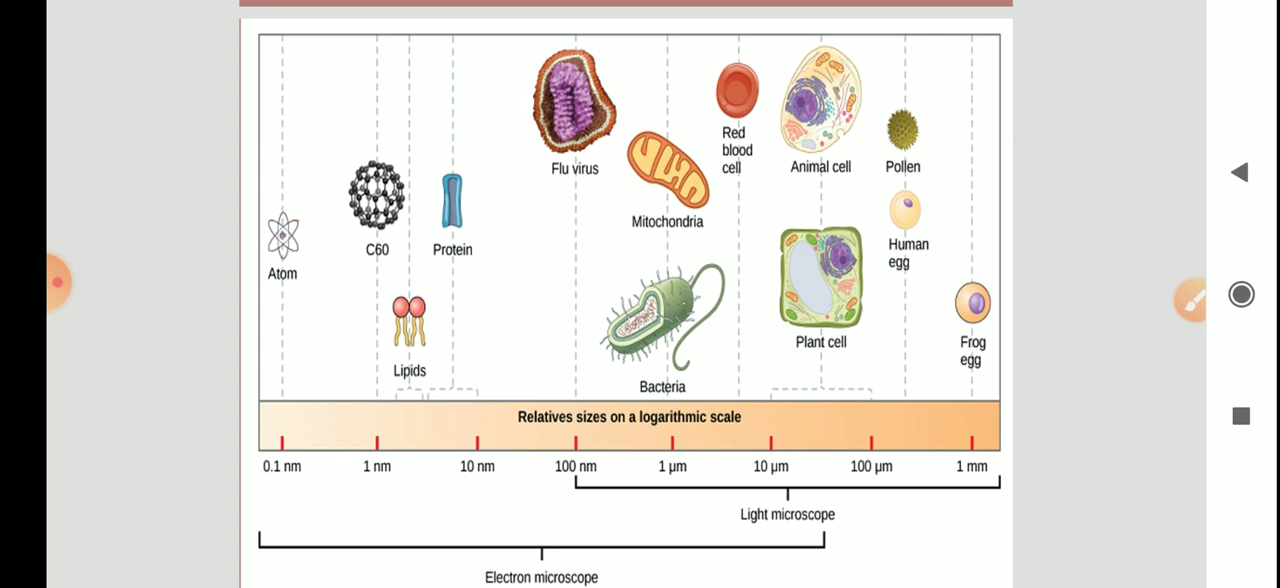 Flu virus
Mitochondria
Red
blood
cell
Animal cell
Pollen
Human
egg
Atom
C60
Protein
Lipids
Bacteria
Plant cell
Frog
egg
Relatives sizes on a logarithmic scale
0.1 nm
1 nm
10 nm
100 nm
1 μm
10 μm
100 μm
1 mm
Light microscope
Electron microscope